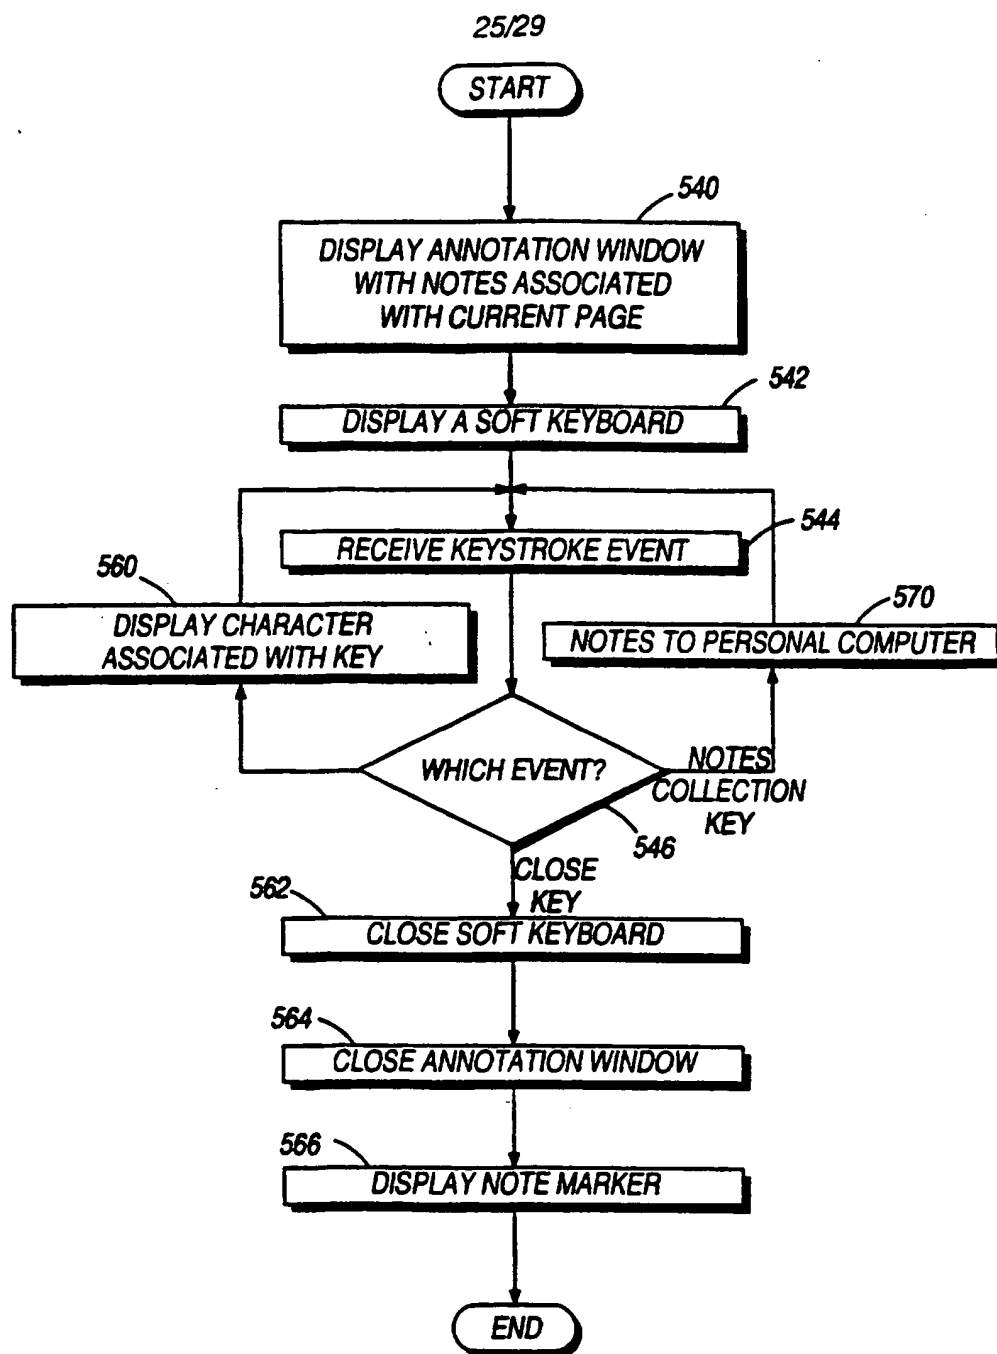 25/29
START
540
DISPLAY ANNOTATION WINDOW
WITH NOTES ASSOCIATED
WITH CURRENT PAGE
542
DISPLAY A SOFT KEYBOARD
544
RECEIVE KEYSTROKE EVENT
560
DISPLAY CHARACTER
ASSOCIATED WITH KEY
570
NOTES TO PERSONAL COMPUTER
WHICH EVENT?
NOTES
COLLECTION
KEY
546
CLOSE
KEY
562
CLOSE SOFT KEYBOARD
564
CLOSE ANNOTATION WINDOW
566
DISPLAY NOTE MARKER
END